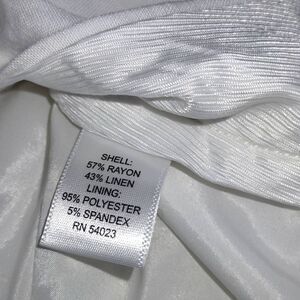 SHELL:
57% RAYON
43% LINEN
LINING:
95% POLYESTER
5% SPANDEX
RN 54023